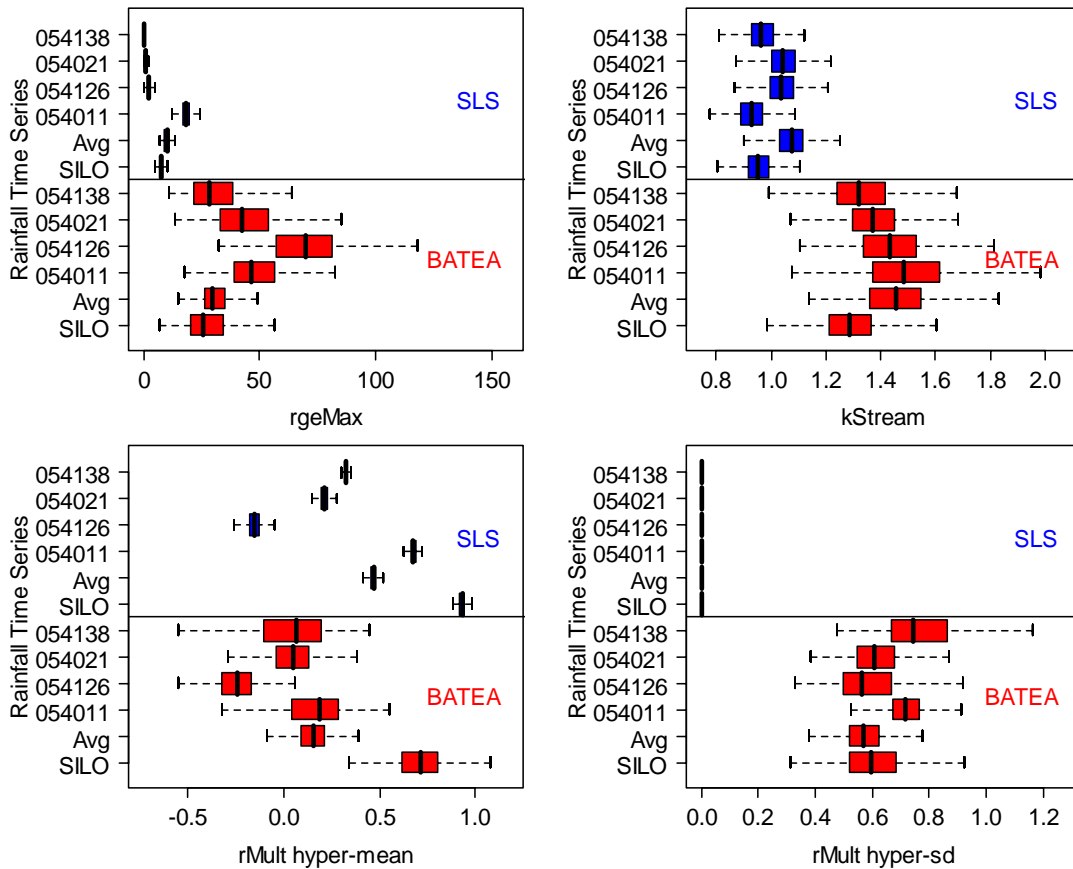 Rainfall Time Series
054138
054021
054126
054011
Avg
SILO
054138
054021
054126
054011
Avg
SILO
SLS
BATEA
0 50 100 150
rgeMax
Rainfall Time Series
054138
054021
054126
054011
Avg
SILO
054138
054021
054126
054011
Avg
SILO
SLS
BATEA
0.8 1.0 1.2 1.4 1.6 1.8 2.0
kStream
Rainfall Time Series
054138
054021
054126
054011
Avg
SILO
054138
054021
054126
054011
Avg
SILO
SLS
BATEA
-0.5 0.0 0.5 1.0
rMult hyper-mean
Rainfall Time Series
054138
054021
054126
054011
Avg
SILO
054138
054021
054126
054011
Avg
SILO
SLS
BATEA
0.0 0.2 0.4 0.6 0.8 1.0 1.2
rMult hyper-sd